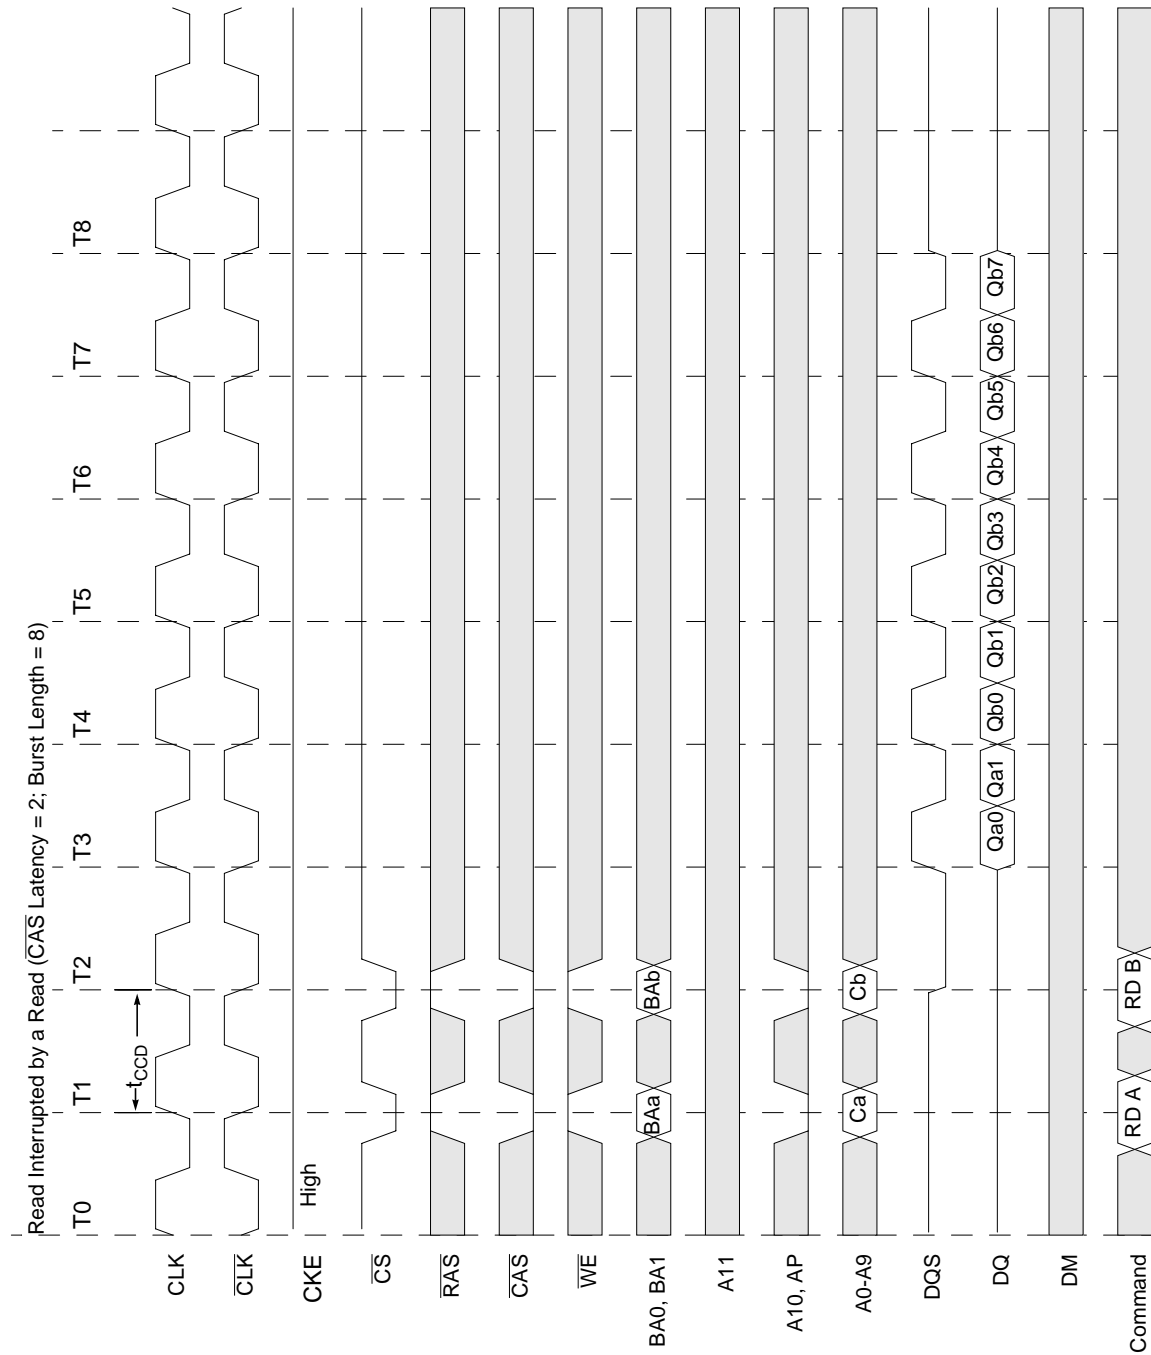 Read Interrupted by a Read (CAS Latency = 2; Burst Length = 8)
T0 T1 T2 T3 T4 T5 T6 T7 T8
tCCD
CLK
CLK
CKE High
CS
RAS
CAS
WE
BA0, BA1 BAa BAb
A11
A10, AP
A0-A9 Ca Cb
DQS
DQ Qa0 Qa1 Qb0 Qb1 Qb2 Qb3 Qb4 Qb5 Qb6 Qb7
DM
Command RD A RD B